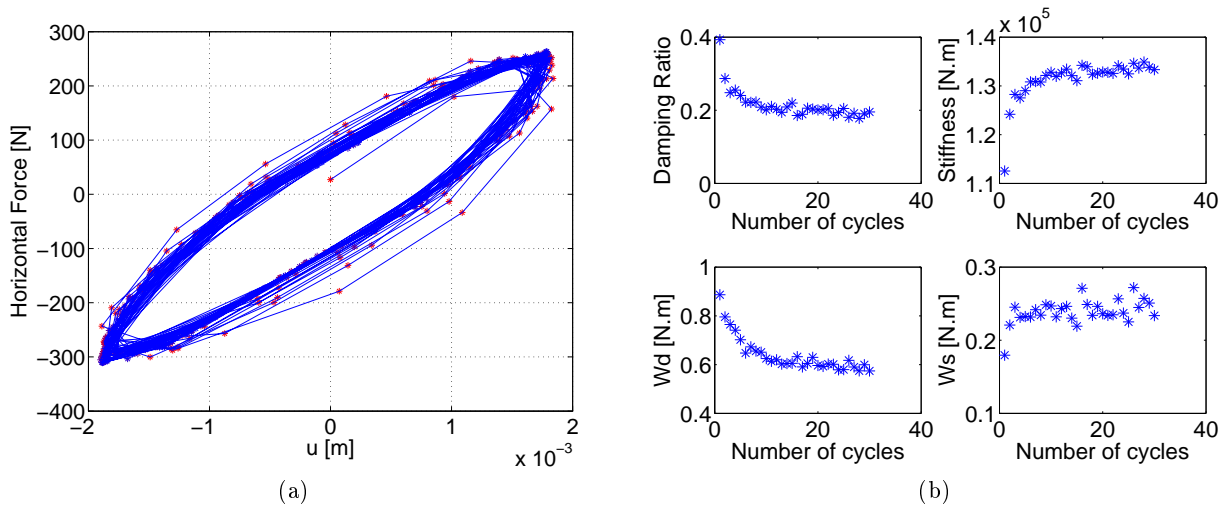 300
200
100
0
−100
−200
−300
−400
Horizontal Force [N]
−2
−1
0
1
2
u [m]
x 10⁻³
(a)
0.4
0.2
0
Damping Ratio
0
20
40
Number of cycles
x 10⁵
1.4
1.3
1.2
1.1
Stiffness [N.m]
0
20
40
Number of cycles
1
0.8
0.6
0.4
Wd [N.m]
0
20
40
Number of cycles
0.3
0.2
0.1
Ws [N.m]
0
20
40
Number of cycles
(b)